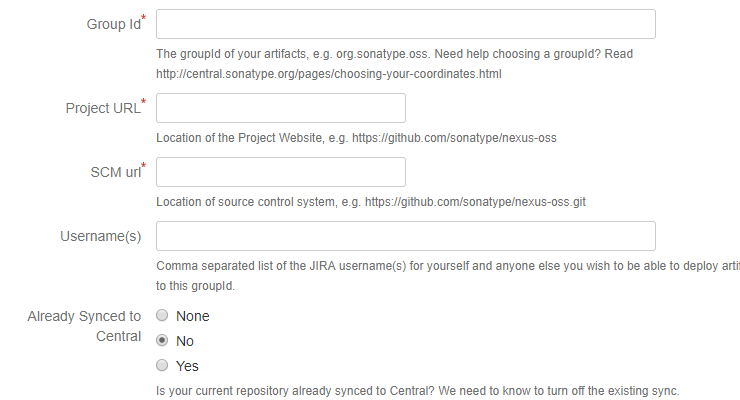 Group Id*
The groupId of your artifacts, e.g. org.sonatype.oss. Need help choosing a groupId? Read
http://central.sonatype.org/pages/choosing-your-coordinates.html
Project URL*
Location of the Project Website, e.g. https://github.com/sonatype/nexus-oss
SCM url*
Location of source control system, e.g. https://github.com/sonatype/nexus-oss.git
Username(s)
Comma separated list of the JIRA username(s) for yourself and anyone else you wish to be able to deploy artif
to this groupId.
Already Synced to
Central
None
No
Yes
Is your current repository already synced to Central? We need to know to turn off the existing sync.